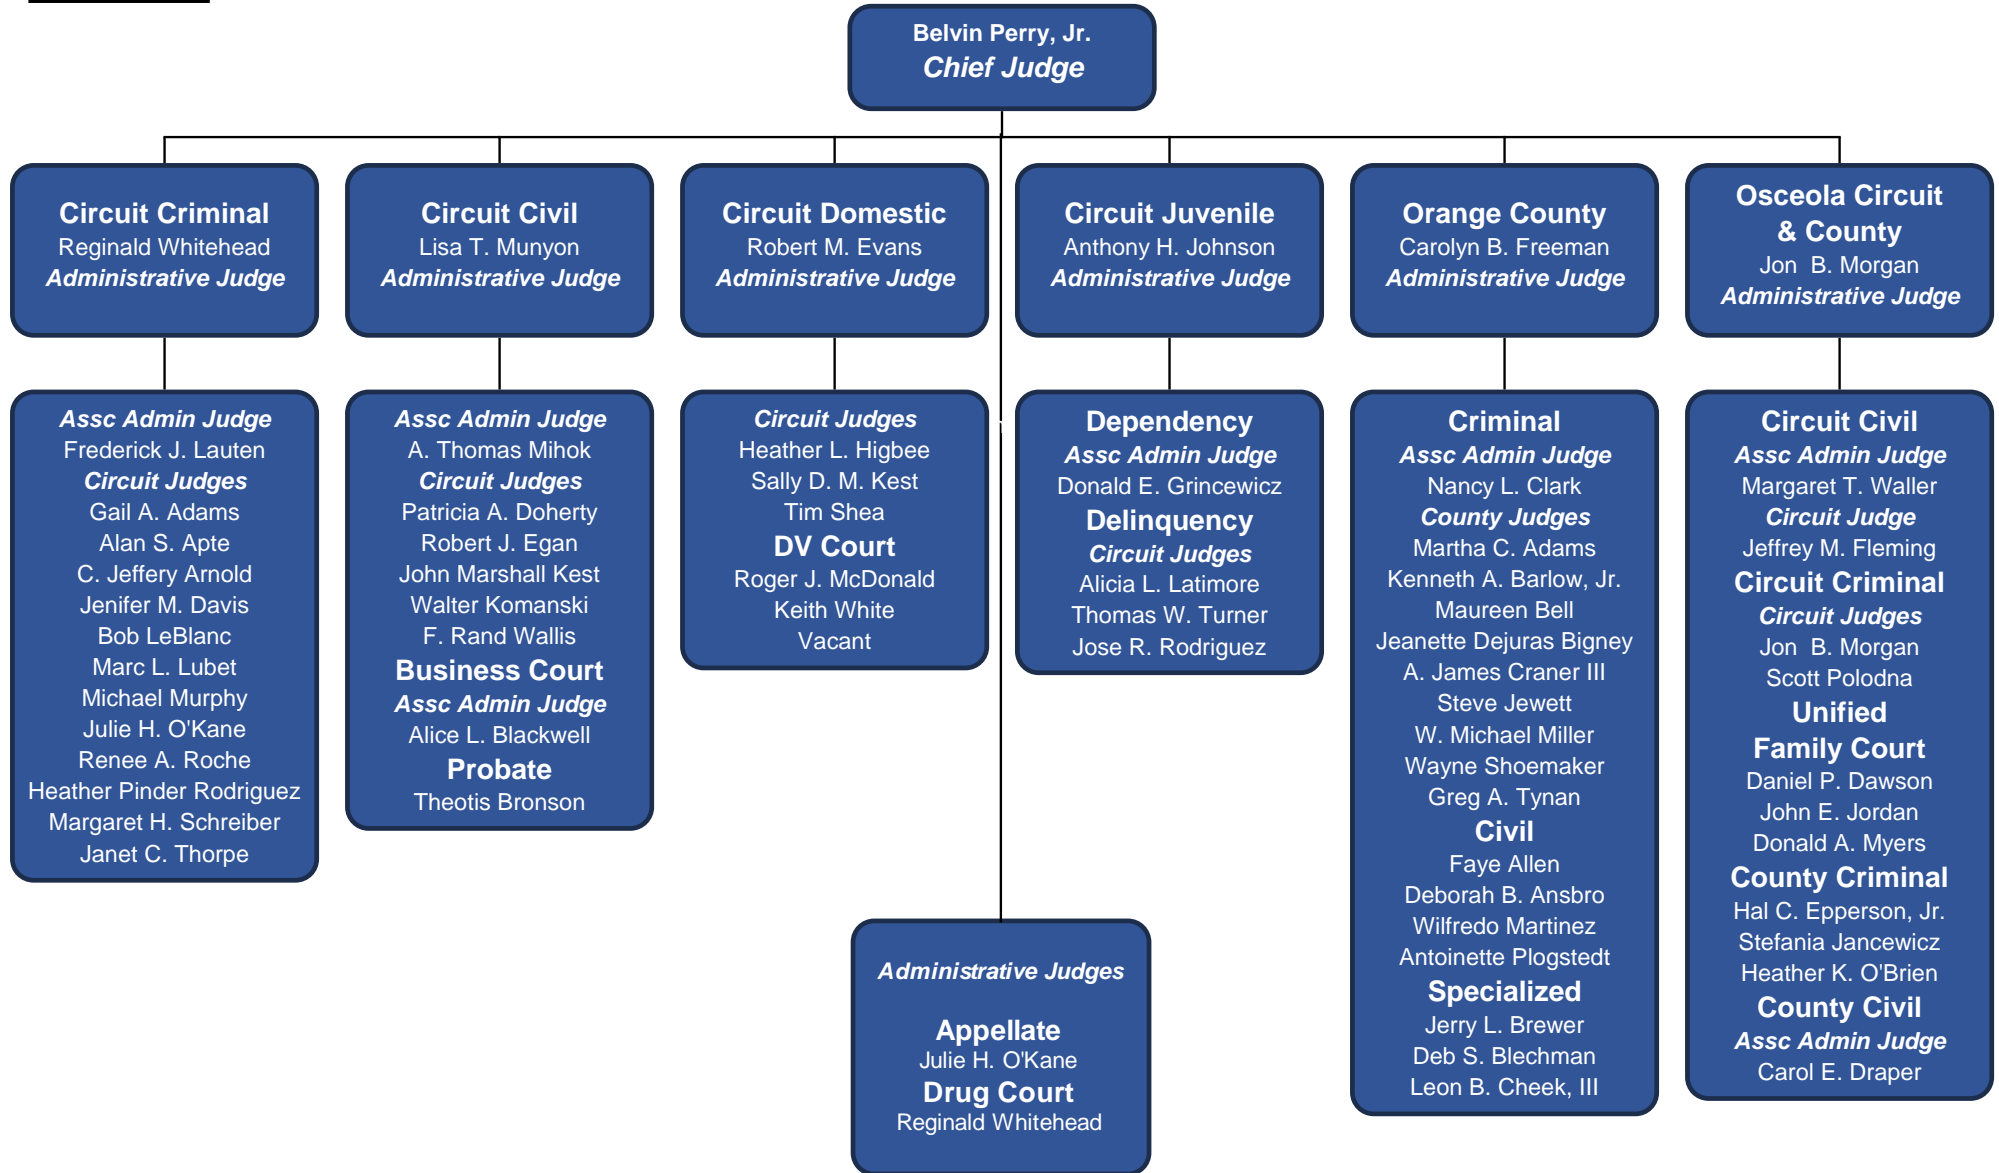 Belvin Perry, Jr.
Chief Judge
Circuit Criminal
Reginald Whitehead
Administrative Judge
Circuit Civil
Lisa T. Munyon
Administrative Judge
Circuit Domestic
Robert M. Evans
Administrative Judge
Circuit Juvenile
Anthony H. Johnson
Administrative Judge
Orange County
Carolyn B. Freeman
Administrative Judge
Osceola Circuit
& County
Jon B. Morgan
Administrative Judge
Assc Admin Judge
Frederick J. Lauten
Circuit Judges
Gail A. Adams
Alan S. Apte
C. Jeffery Arnold
Jenifer M. Davis
Bob LeBlanc
Marc L. Lubet
Michael Murphy
Julie H. O'Kane
Renee A. Roche
Heather Pinder Rodriguez
Margaret H. Schreiber
Janet C. Thorpe
Assc Admin Judge
A. Thomas Mihok
Circuit Judges
Patricia A. Doherty
Robert J. Egan
John Marshall Kest
Walter Komanski
F. Rand Wallis
Business Court
Assc Admin Judge
Alice L. Blackwell
Probate
Theotis Bronson
Circuit Judges
Heather L. Higbee
Sally D. M. Kest
Tim Shea
DV Court
Roger J. McDonald
Keith White
Vacant
Dependency
Assc Admin Judge
Donald E. Grincewicz
Delinquency
Circuit Judges
Alicia L. Latimore
Thomas W. Turner
Jose R. Rodriguez
Criminal
Assc Admin Judge
Nancy L. Clark
County Judges
Martha C. Adams
Kenneth A. Barlow, Jr.
Maureen Bell
Jeanette Dejuras Bigney
A. James Craner III
Steve Jewett
W. Michael Miller
Wayne Shoemaker
Greg A. Tynan
Civil
Faye Allen
Deborah B. Ansbro
Wilfredo Martinez
Antoinette Plogstedt
Specialized
Jerry L. Brewer
Deb S. Blechman
Leon B. Cheek, III
Circuit Civil
Assc Admin Judge
Margaret T. Waller
Circuit Judge
Jeffrey M. Fleming
Circuit Criminal
Circuit Judges
Jon B. Morgan
Scott Polodna
Unified
Family Court
Daniel P. Dawson
John E. Jordan
Donald A. Myers
County Criminal
Hal C. Epperson, Jr.
Stefania Jancewicz
Heather K. O'Brien
County Civil
Assc Admin Judge
Carol E. Draper
Administrative Judges
Appellate
Julie H. O'Kane
Drug Court
Reginald Whitehead